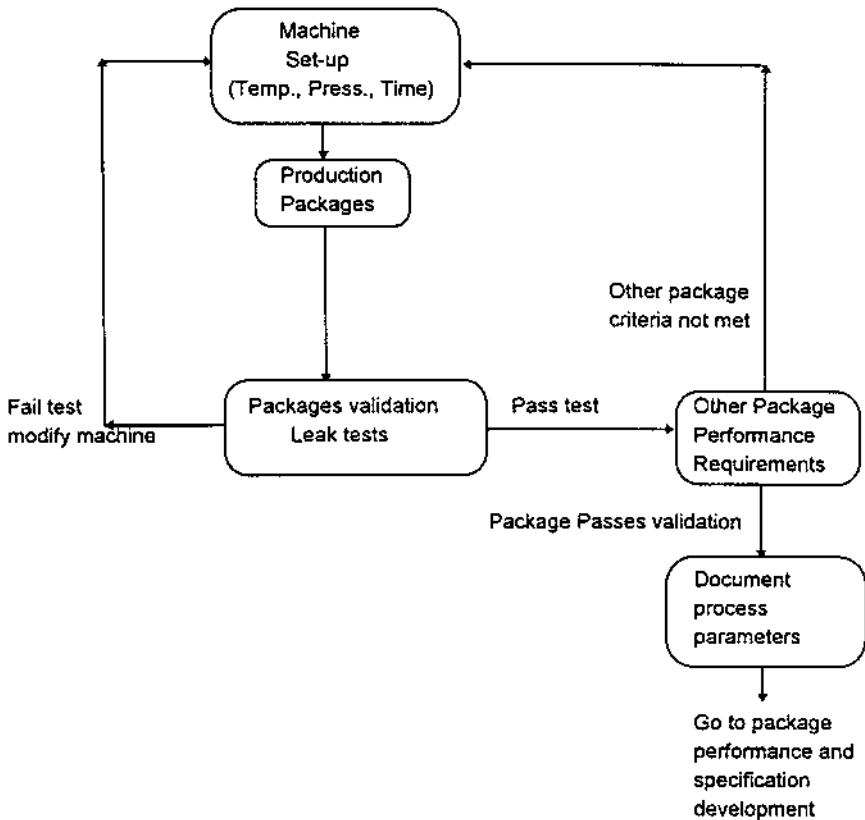 Machine
Set-up
(Temp., Press., Time)
Production
Packages
Other package
criteria not met
Fail test
modify machine
Packages validation
Leak tests
Pass test
Other Package
Performance
Requirements
Package Passes validation
Document
process
parameters
Go to package
performance and
specification
development